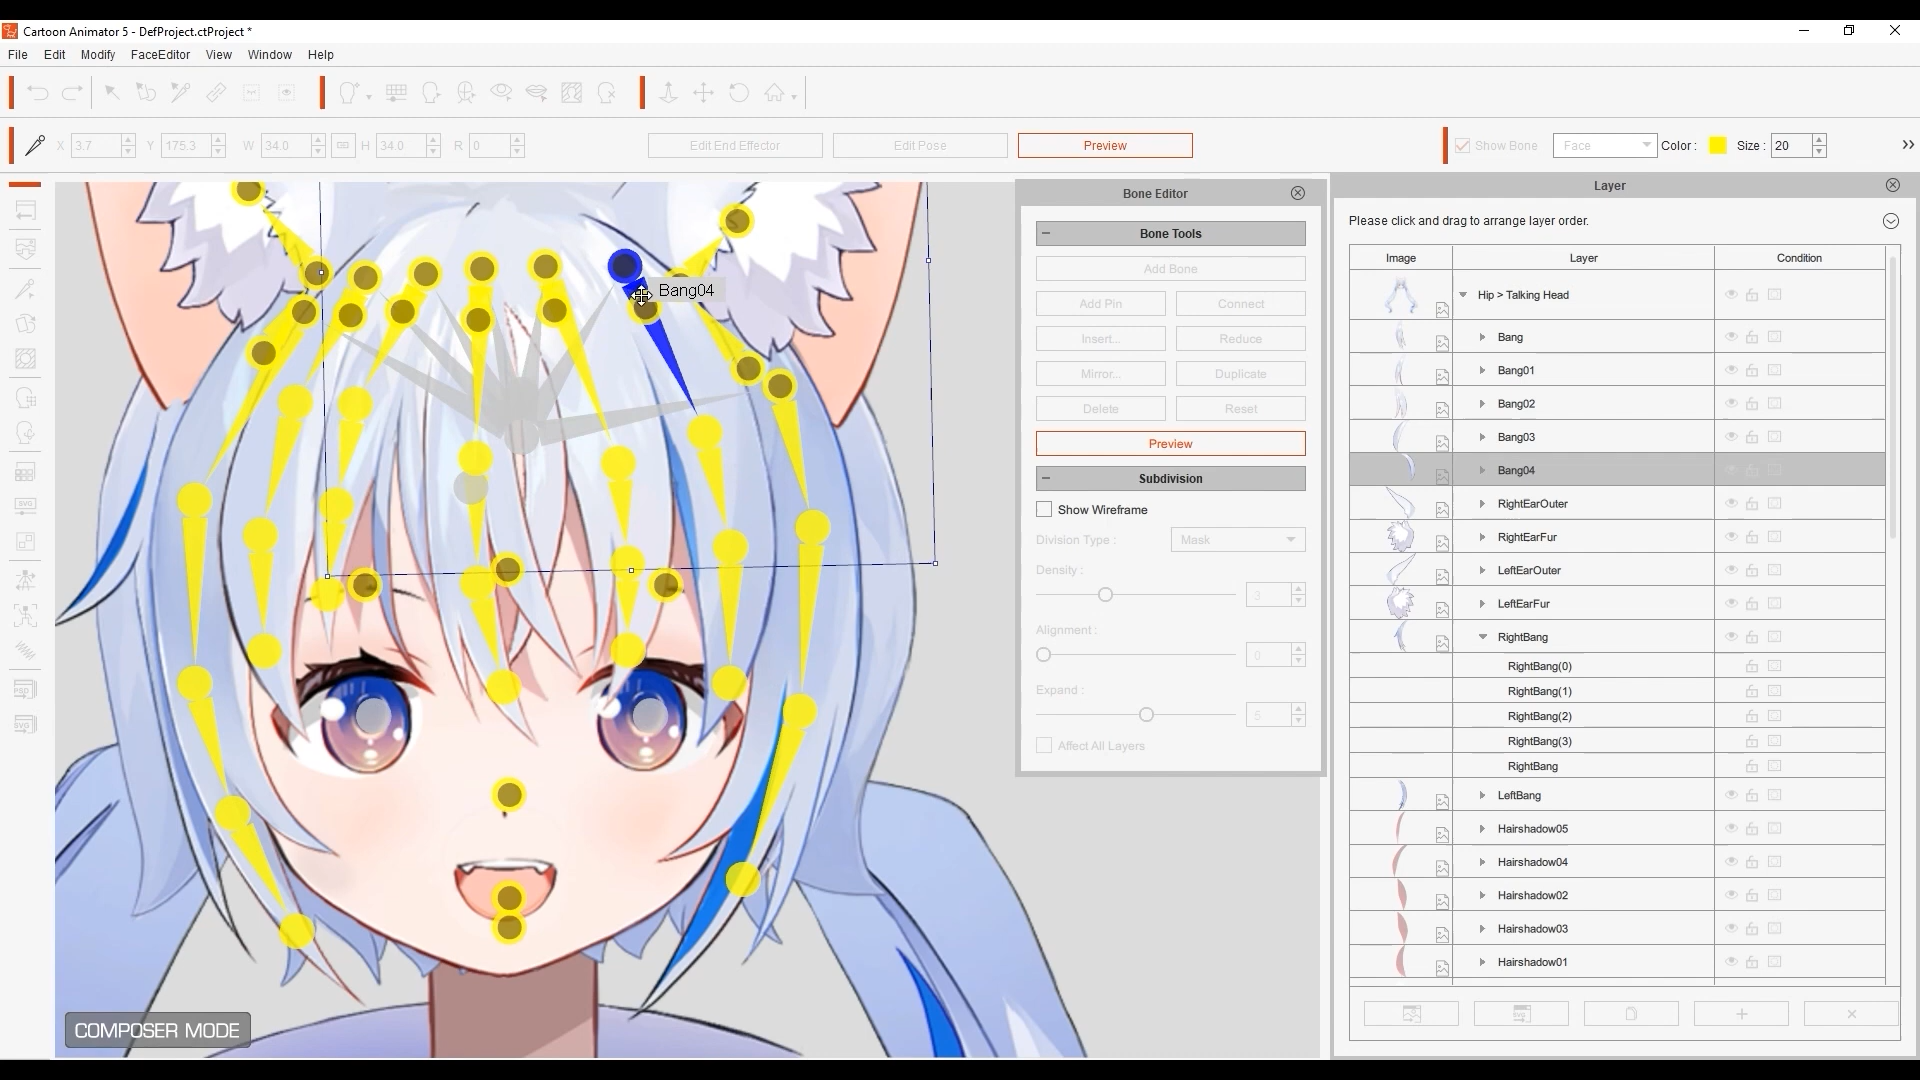 Cartoon Animator 5 - DefProject.ctProject *
File Edit Modify FaceEditor View Window Help
X 3.7 Y 175.3 W 34.0 H 34.0 R 0 Edit End Effector Edit Pose Preview Show Bone Face Color : Size : 20
Bone Editor
Bone Tools
Add Bone
Add Pin Connect
Insert... Reduce
Mirror... Duplicate
Delete Reset
Preview
Subdivision
Show Wireframe
Division Type : Mask
Density :
3
Alignment :
0
Expand :
5
Affect All Layers
Layer
Please click and drag to arrange layer order.
Image Layer Condition
Hip > Talking Head
Bang
Bang01
Bang02
Bang03
Bang04
RightEarOuter
RightEarFur
LeftEarOuter
LeftEarFur
RightBang
RightBang(0)
RightBang(1)
RightBang(2)
RightBang(3)
RightBang
LeftBang
Hairshadow05
Hairshadow04
Hairshadow02
Hairshadow03
Hairshadow01
Bang04
COMPOSER MODE